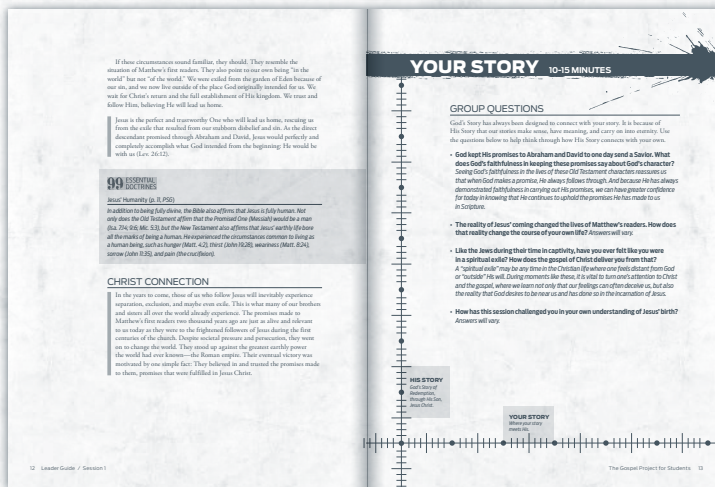 If these circumstances sound familiar, they should. They resemble the
situation of Matthew's first readers. They also point to our own being "in the
world" but not "of the world." We were exiled from the garden of Eden because of
our sin, and we now live outside of the place God originally intended for us. We
wait for Christ's return and the full establishment of His kingdom. We trust and
follow Him, believing He will lead us home.
Jesus is the perfect and trustworthy One who will lead us home, rescuing us
from the exile that resulted from our stubborn disbelief and sin. As the direct
descendant promised through Abraham and David, Jesus would perfectly and
completely accomplish what God intended from the beginning: He would be
with us (Lev. 26:12).
99 ESSENTIAL
DOCTRINES
Jesus' Humanity (p. 11, PSG)
In addition to being fully divine, the Bible also affirms that Jesus is fully human. Not
only does the Old Testament affirm that the Promised One (Messiah) would be a man
(Isa. 7:14; 9:6; Mic. 5:3), but the New Testament also affirms that Jesus' earthly life bore
all the marks of being a human. He experienced the circumstances common to living as
a human being, such as hunger (Matt. 4:2), thirst (John 19:28), weariness (Matt. 8:24),
sorrow (John 11:35), and pain (the crucifixion).
CHRIST CONNECTION
In the years to come, those of us who follow Jesus will inevitably experience
separation, exclusion, and maybe even exile. This is what many of our brothers
and sisters all over the world already experience. The promises made to
Matthew's first readers two thousand years ago are just as alive and relevant
to us today as they were to the frightened followers of Jesus during the first
centuries of the church. Despite societal pressure and persecution, they went
on to change the world. They stood up against the greatest earthly power
the world had ever known—the Roman empire. Their eventual victory was
motivated by one simple fact: They believed in and trusted the promises made
to them, promises that were fulfilled in Jesus Christ.
12 Leader Guide / Session 1
YOUR STORY 10-15 MINUTES
GROUP QUESTIONS
God's Story has always been designed to connect with your story. It is because of
His Story that our stories make sense, have meaning, and carry on into eternity. Use
the questions below to help think through how His Story connects with your own.
• God kept His promises to Abraham and David to one day send a Savior. What
does God's faithfulness in keeping these promises say about God's character?
Seeing God's faithfulness in the lives of these Old Testament characters reassures us
that when God makes a promise, He always follows through. And because He has always
demonstrated faithfulness in carrying out His promises, we can have greater confidence
for today in knowing that He continues to uphold the promises He has made to us
in Scripture.
• The reality of Jesus' coming changed the lives of Matthew's readers. How does
that reality change the course of your own life? Answers will vary.
• Like the Jews during their time in captivity, have you ever felt like you were
in a spiritual exile? How does the gospel of Christ deliver you from that?
A "spiritual exile" may be any time in the Christian life where one feels distant from God
or "outside" His will. During moments like these, it is vital to turn one's attention to Christ
and the gospel, where we learn not only that our feelings can often deceive us, but also
the reality that God desires to be near us and has done so in the incarnation of Jesus.
• How has this session challenged you in your own understanding of Jesus' birth?
Answers will vary.
HIS STORY
God's Story of
Redemption
through His Son,
Jesus Christ.
YOUR STORY
Where your story
meets His.
The Gospel Project for Students 13